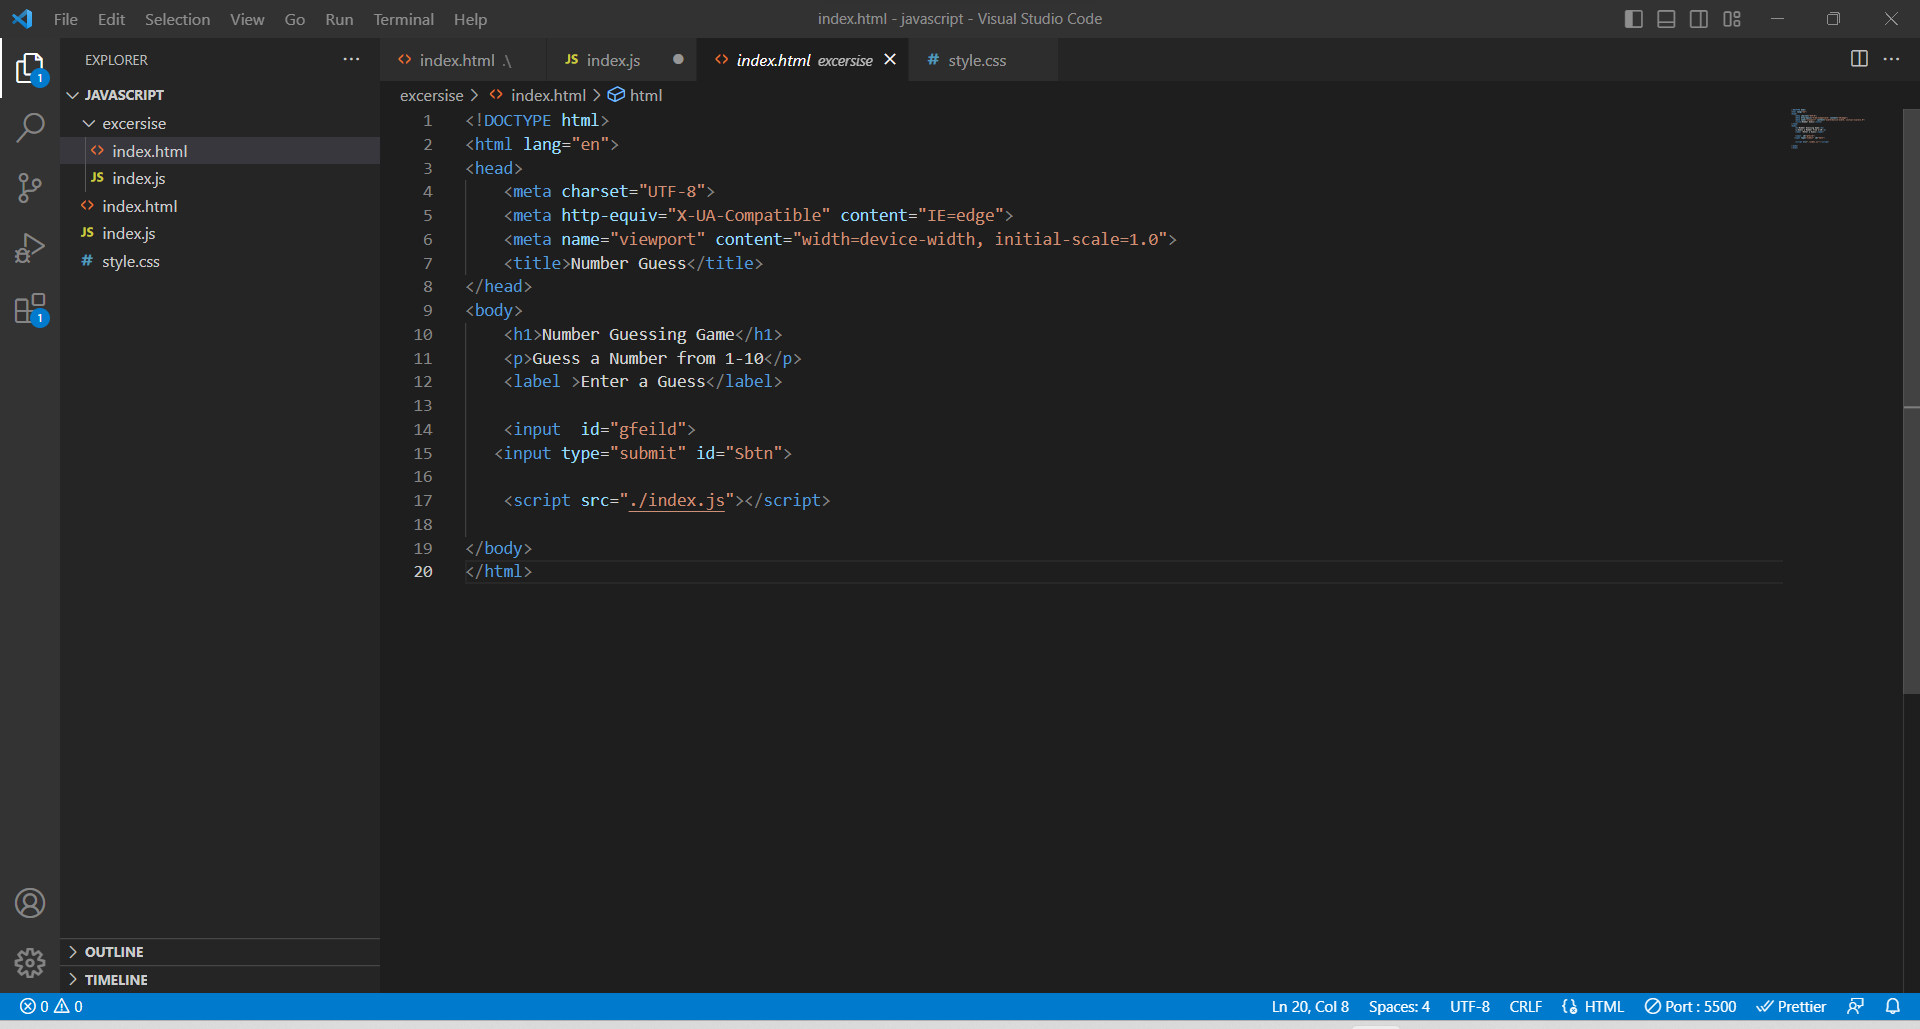 File Edit Selection View Go Run Terminal Help
index.html - javascript - Visual Studio Code
EXPLORER
1
1
JAVASCRIPT
excersise
index.html
JS index.js
index.html
JS index.js
# style.css
OUTLINE
TIMELINE
index.html .\
JS index.js
index.html excersise
# style.css
excersise > index.html > html
1 <!DOCTYPE html>
2 <html lang="en">
3 <head>
4 <meta charset="UTF-8">
5 <meta http-equiv="X-UA-Compatible" content="IE=edge">
6 <meta name="viewport" content="width=device-width, initial-scale=1.0">
7 <title>Number Guess</title>
8 </head>
9 <body>
10 <h1>Number Guessing Game</h1>
11 <p>Guess a Number from 1-10</p>
12 <label >Enter a Guess</label>
13
14 <input  id="gfeild">
15 <input type="submit" id="Sbtn">
16
17 <script src="./index.js"></script>
18
19 </body>
20 </html>
0 0
Ln 20, Col 8 Spaces: 4 UTF-8 CRLF HTML Port : 5500 Prettier